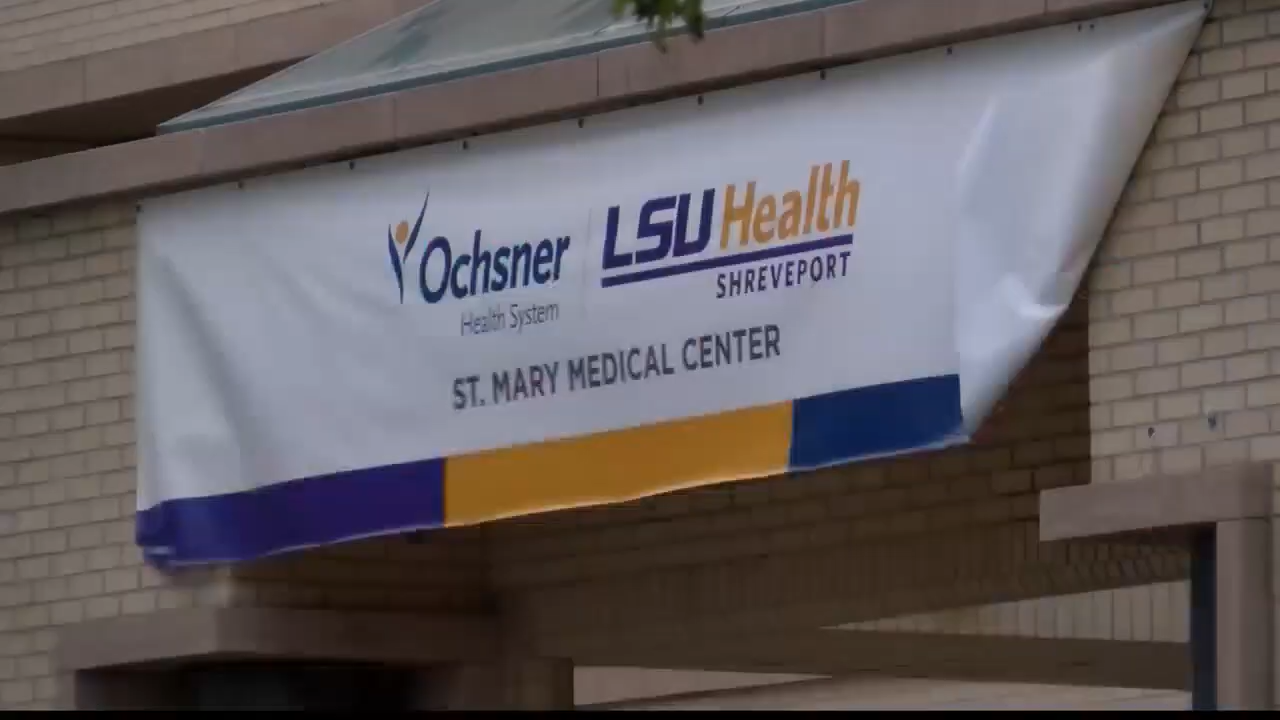 Ochsner
Health System
LSU Health
SHREVEPORT
ST. MARY MEDICAL CENTER